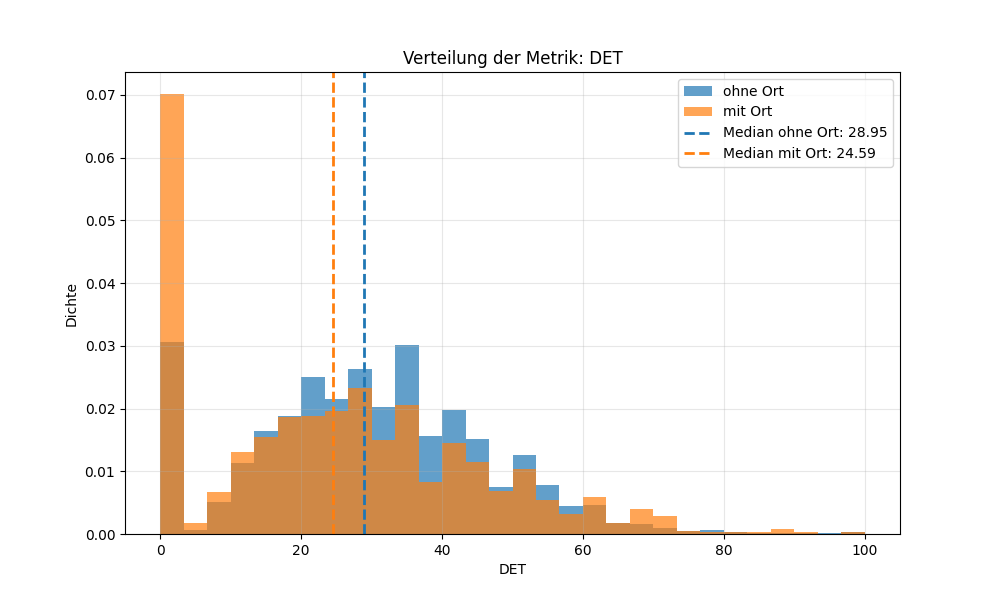 Verteilung der Metrik: DET
ohne Ort
mit Ort
Median ohne Ort: 28.95
Median mit Ort: 24.59
Dichte
0.07
0.06
0.05
0.04
0.03
0.02
0.01
0.00
0 20 40 60 80 100
DET